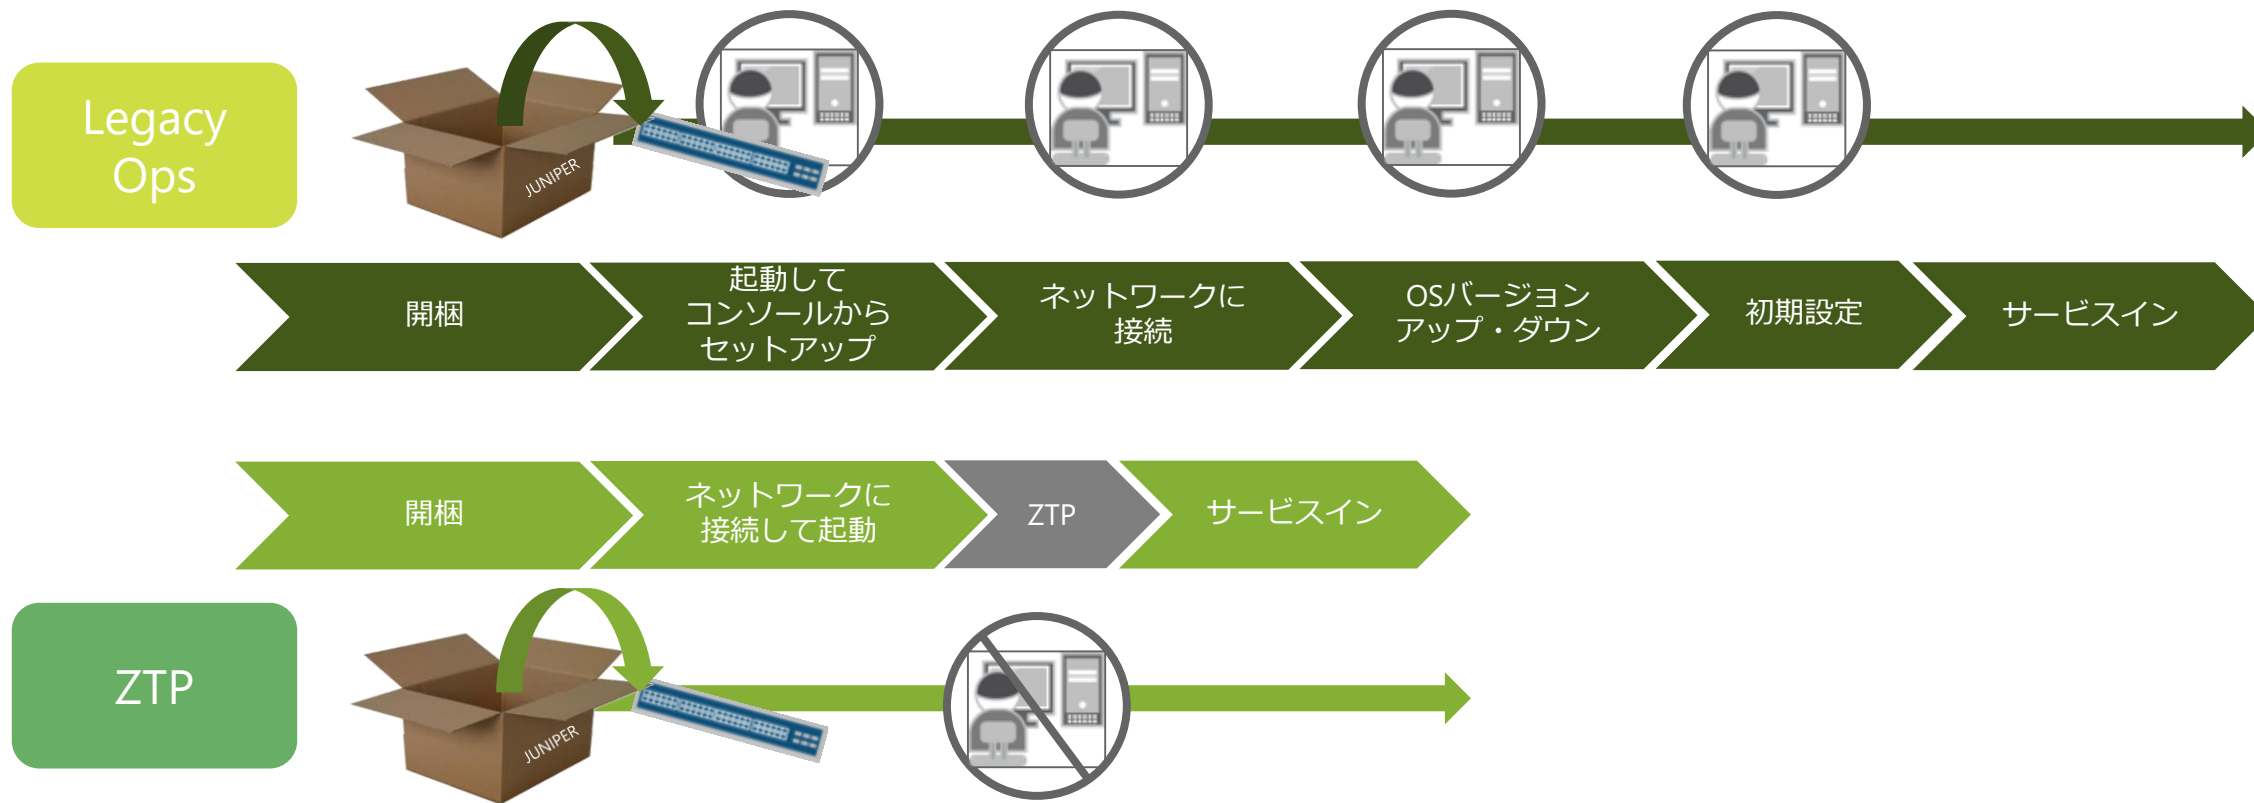 Legacy
Ops
JUNIPER
開梱
起動して
コンソールから
セットアップ
ネットワークに
接続
OSバージョン
アップ・ダウン
初期設定
サービスイン
開梱
ネットワークに
接続して起動
ZTP
サービスイン
ZTP
JUNIPER